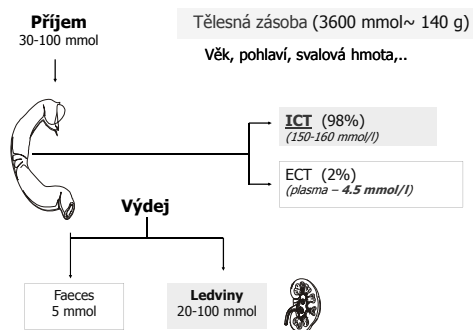 Příjem
30-100 mmol
Tělesná zásoba (3600 mmol~ 140 g)
Věk, pohlaví, svalová hmota,..
ICT (98%)
(150-160 mmol/l)
ECT (2%)
(plasma – 4.5 mmol/l)
Výdej
Faeces
5 mmol
Ledviny
20-100 mmol